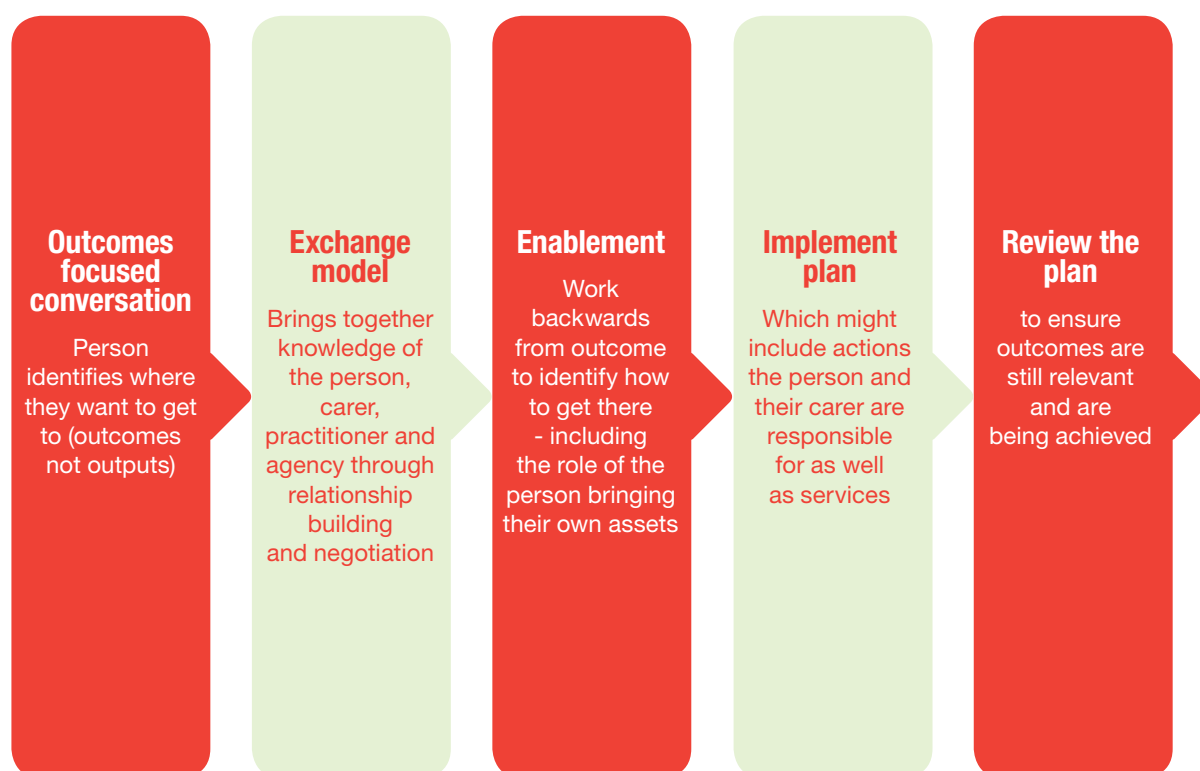 Outcomes
focused
conversation
Person
identifies where
they want to get
to (outcomes
not outputs)
Exchange
model
Brings together
knowledge of
the person,
carer,
practitioner and
agency through
relationship
building
and negotiation
Enablement
Work
backwards
from outcome
to identify how
to get there
- including
the role of the
person bringing
their own assets
Implement
plan
Which might
include actions
the person and
their carer are
responsible
for as well
as services
Review the
plan
to ensure
outcomes are
still relevant
and are
being achieved